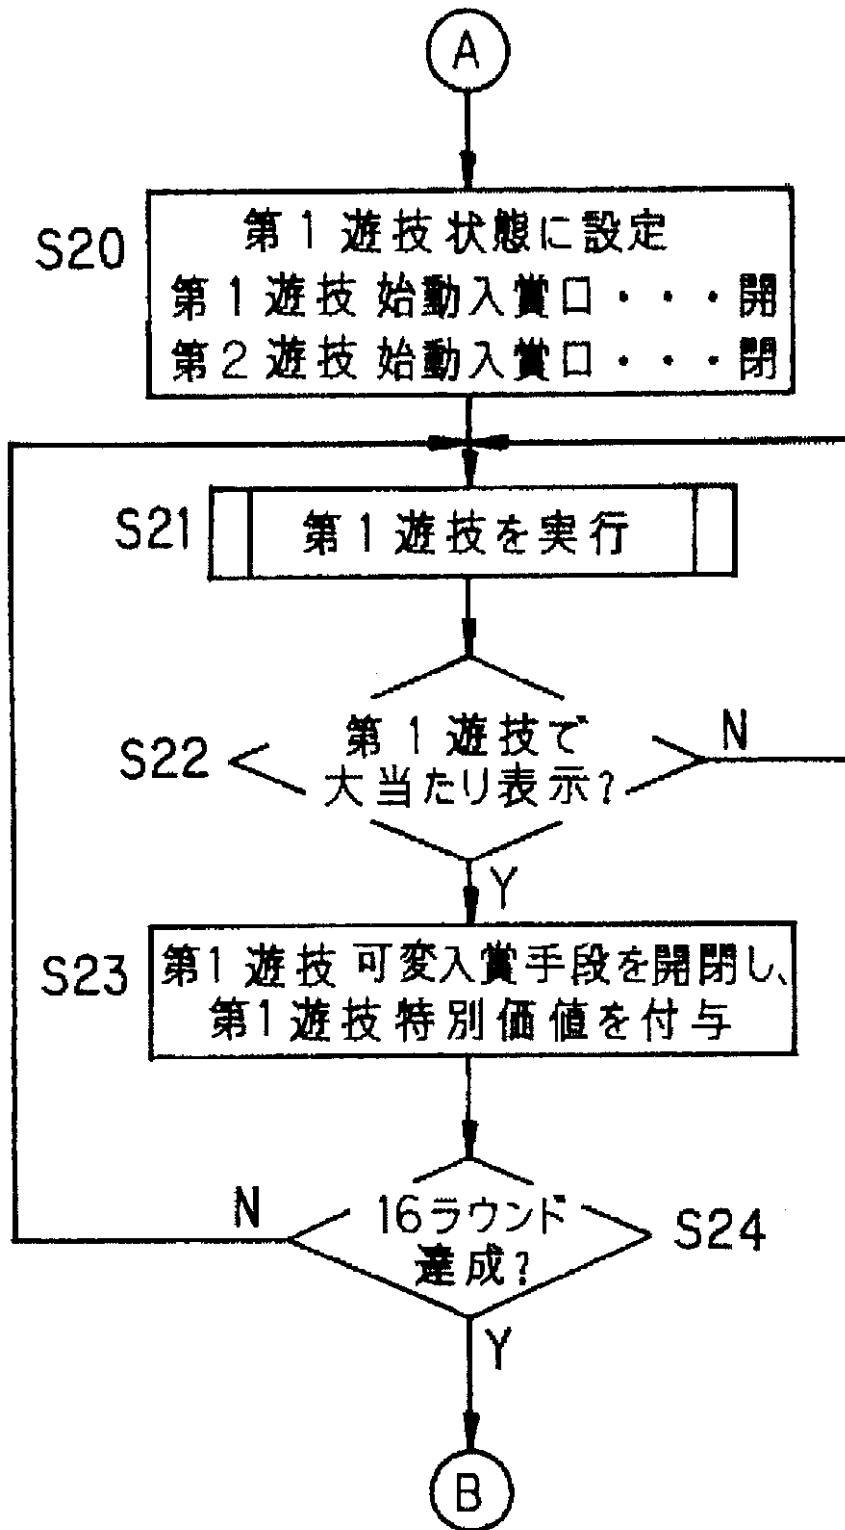 A
S20
第1遊技状態に設定
第1遊技始動入賞口・・・開
第2遊技始動入賞口・・・閉
S21
第1遊技を実行
S22
第1遊技で
大当たり表示?
N
Y
S23
第1遊技可変入賞手段を開閉し、
第1遊技特別価値を付与
N
16ラウンド
達成?
S24
Y
B